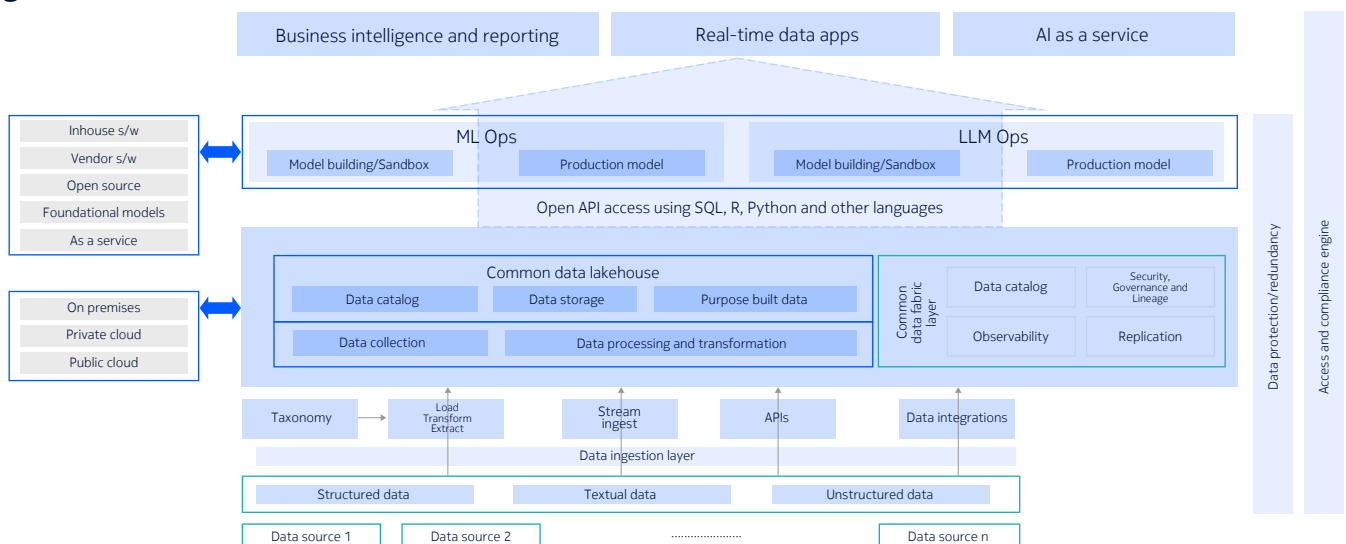 Business intelligence and reporting
Real-time data apps
AI as a service
Inhouse s/w
Vendor s/w
Open source
Foundational models
As a service
ML Ops
Model building/Sandbox
Production model
LLM Ops
Model building/Sandbox
Production model
Open API access using SQL, R, Python and other languages
On premises
Private cloud
Public cloud
Common data lakehouse
Data catalog
Data storage
Purpose built data
Data collection
Data processing and transformation
Common
data fabric
layer
Data catalog
Security,
Governance and
Lineage
Observability
Replication
Taxonomy
Load
Transform
Extract
Stream
ingest
APIs
Data integrations
Data ingestion layer
Structured data
Textual data
Unstructured data
Data source 1
Data source 2
......................
Data source n
Data protection/redundancy
Access and compliance engine